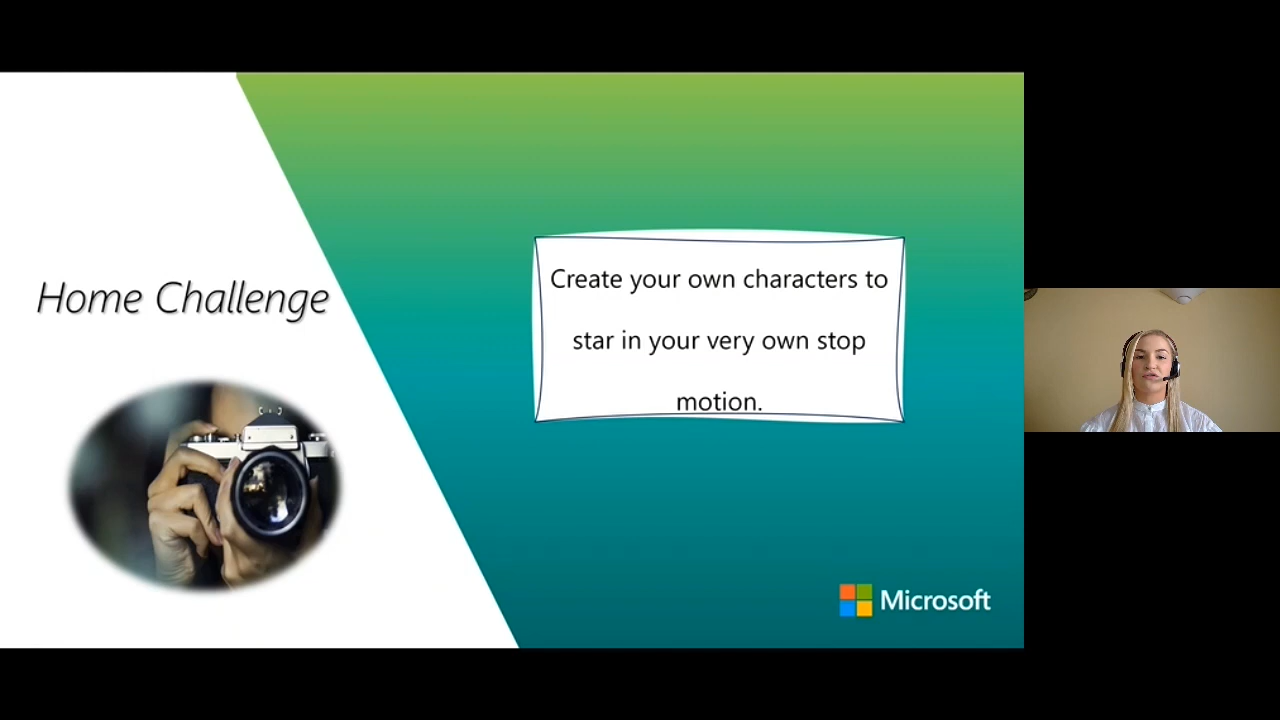 Home Challenge
Create your own characters to
star in your very own stop
motion.
Microsoft